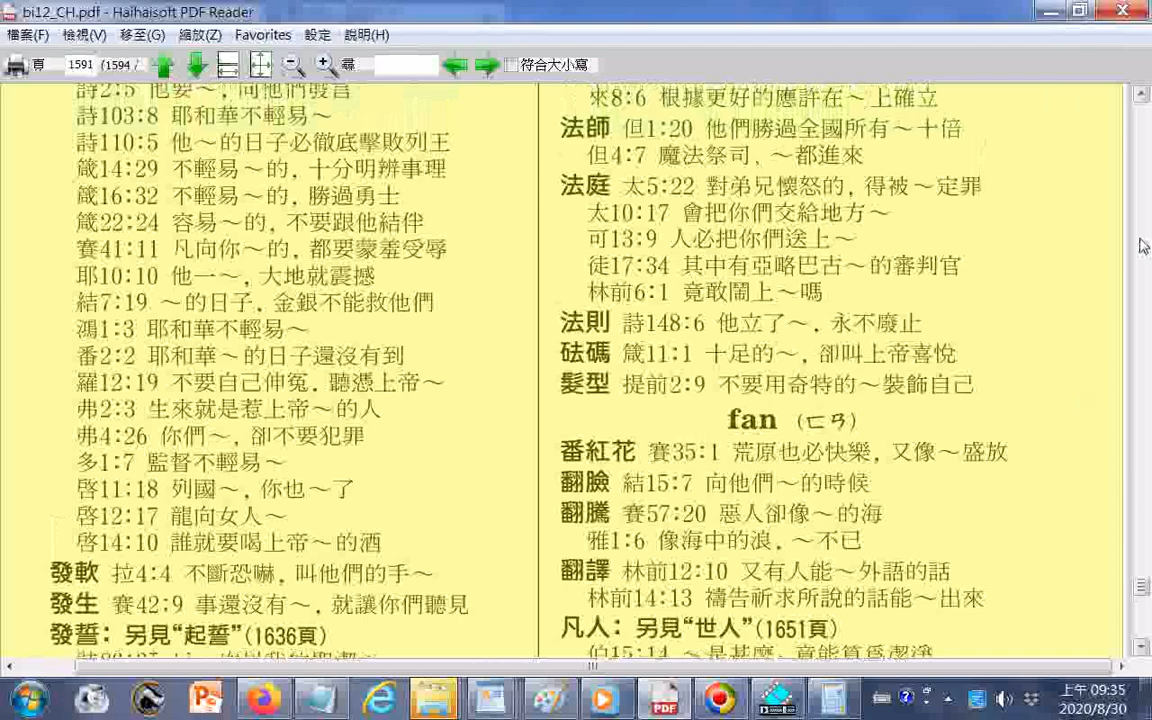 bi12_CH.pdf - Haihaisoft PDF Reader
檔案(F) 檢視(V) 移至(G) 縮放(Z) Favorites 設定 說明(H)
頁 1591 (1594 / 尋 符合大小寫
詩2:5 他要～, 向他們發言
詩103:8 耶和華不輕易～
詩110:5 他～的日子必徹底擊敗列王
箴14:29 不輕易～的, 十分明辨事理
箴16:32 不輕易～的, 勝過勇士
箴22:24 容易～的, 不要跟他結伴
賽41:11 凡向你～的, 都要蒙羞受辱
耶10:10 他一～, 大地就震撼
結7:19 ～的日子, 金銀不能救他們
鴻1:3 耶和華不輕易～
番2:2 耶和華～的日子還沒有到
羅12:19 不要自己伸冤, 聽憑上帝～
弗2:3 生來就是惹上帝～的人
弗4:26 你們～, 卻不要犯罪
多1:7 監督不輕易～
啓11:18 列國～, 你也～了
啓12:17 龍向女人～
啓14:10 誰就要喝上帝～的酒
發軟 拉4:4 不斷恐嚇, 叫他們的手～
發生 賽42:9 事還沒有～, 就讓你們聽見
發誓: 另見“起誓”(1636頁)
來8:6 根據更好的應許在～上確立
法師 但1:20 他們勝過全國所有～十倍
但4:7 魔法祭司, ～都進來
法庭 太5:22 對弟兄懷怒的, 得被～定罪
太10:17 會把你們交給地方～
可13:9 人必把你們送上～
徒17:34 其中有亞略巴古～的審判官
林前6:1 竟敢鬧上～嗎
法則 詩148:6 他立了～, 永不廢止
砝碼 箴11:1 十足的～, 卻叫上帝喜悅
髮型 提前2:9 不要用奇特的～裝飾自己
fan (ㄈㄢ)
番紅花 賽35:1 荒原也必快樂, 又像～盛放
翻臉 結15:7 向他們～的時候
翻騰 賽57:20 惡人卻像～的海
雅1:6 像海中的浪, ～不已
翻譯 林前12:10 又有人能～外語的話
林前14:13 禱告祈求所說的話能～出來
凡人: 另見“世人”(1651頁)
伯15:14 ～是甚麼, 竟能算爲潔淨
上午 09:35
2020/8/30